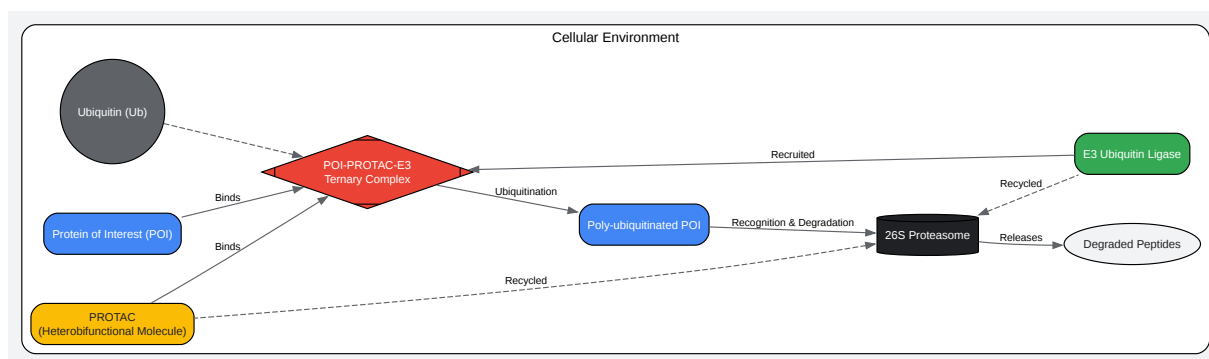 Cellular Environment
Ubiquitin (Ub)
POI-PROTAC-E3
Ternary Complex
Recruited
E3 Ubiquitin Ligase
Recycled
Binds
Ubiquitination
Protein of Interest (POI)
Poly-ubiquitinated POI
Recognition & Degradation
26S Proteasome
Releases
Degraded Peptides
Binds
Recycled
PROTAC
(Heterobifunctional Molecule)